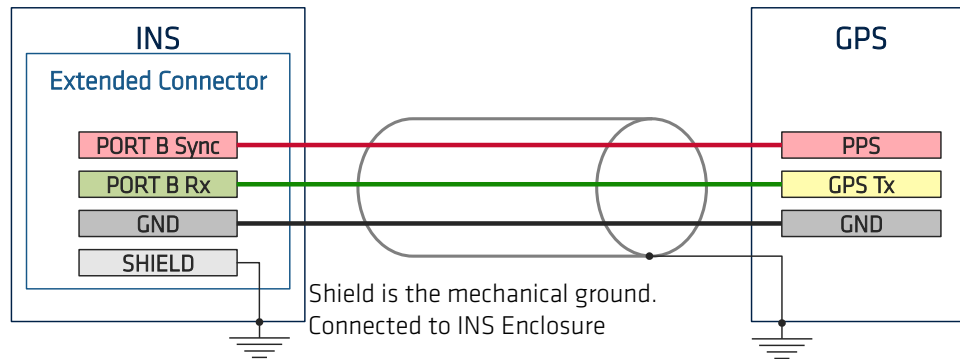 INS
GPS
Extended Connector
PORT B Sync
PPS
PORT B Rx
GPS Tx
GND
GND
SHIELD
Shield is the mechanical ground.
Connected to INS Enclosure